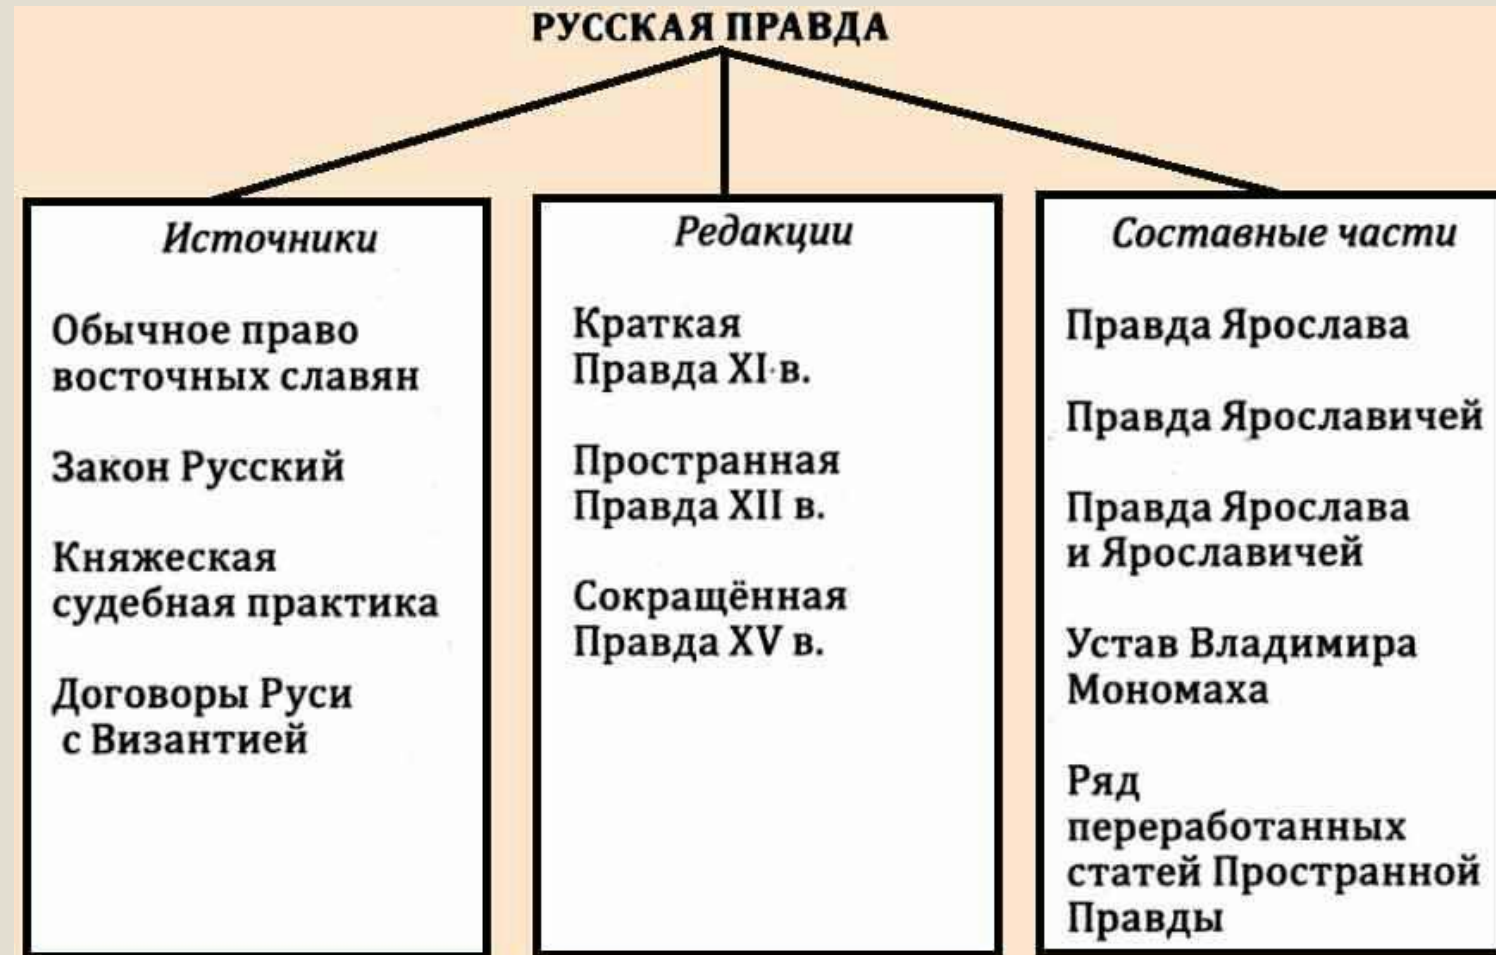 РУССКАЯ ПРАВДА
Источники
Обычное право
восточных славян
Закон Русский
Княжеская
судебная практика
Договоры Руси
с Византией
Редакции
Краткая
Правда XI в.
Пространная
Правда XII в.
Сокращённая
Правда XV в.
Составные части
Правда Ярослава
Правда Ярославичей
Правда Ярослава
и Ярославичей
Устав Владимира
Мономаха
Ряд
переработанных
статей Пространной
Правды